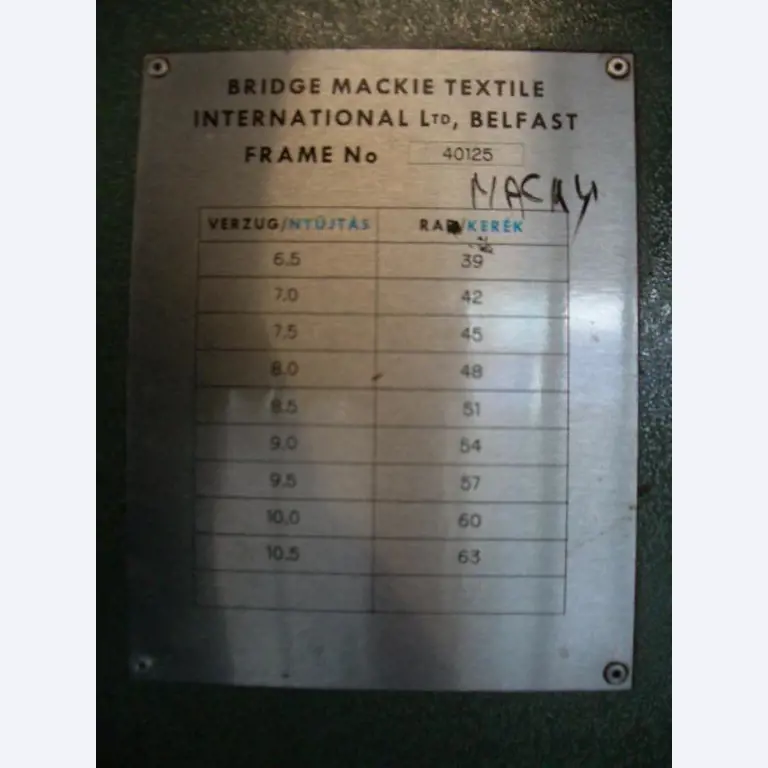 BRIDGE MACKIE TEXTILE
INTERNATIONAL LTD, BELFAST
FRAME No 40125
MACKY
VERZUG/NYÚJTÁS RAD/KERÉK
6.5 39
7.0 42
7.5 45
8.0 48
8.5 51
9.0 54
9.5 57
10.0 60
10.5 63